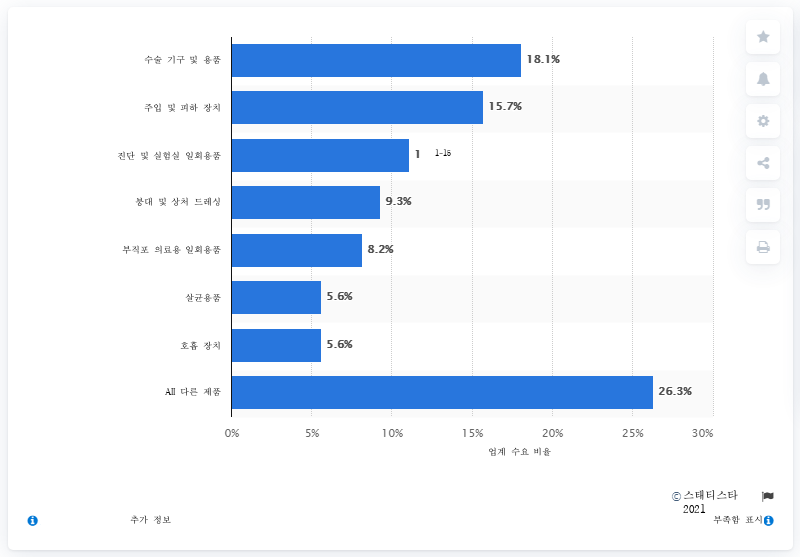 수술 기구 및 용품
18.1%
주입 및 피하 장치
15.7%
진단 및 실험실 일회용품
1 1-15
붕대 및 상처 드레싱
9.3%
부직포 의료용 일회용품
8.2%
살균용품
5.6%
호흡 장치
5.6%
All 다른 제품
26.3%
0% 5% 10% 15% 20% 25% 30%
업계 수요 비율
© 스태티스타
2021
추가 정보
부족함 표시